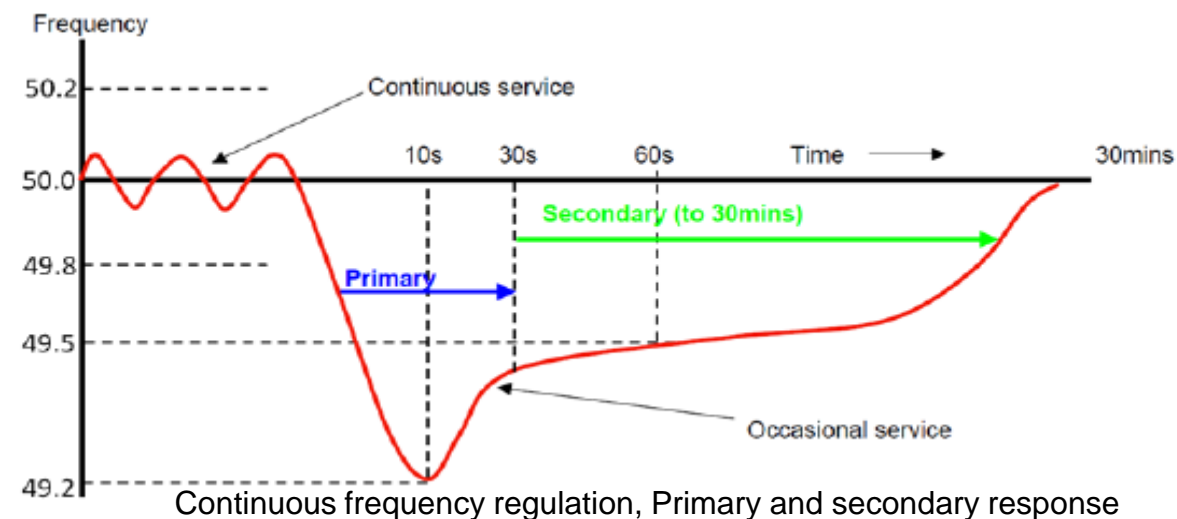 Frequency
50.2
Continuous service
10s 30s 60s Time 30mins
50.0
Secondary (to 30mins)
49.8
Primary
49.5
Occasional service
49.2
Continuous frequency regulation, Primary and secondary response